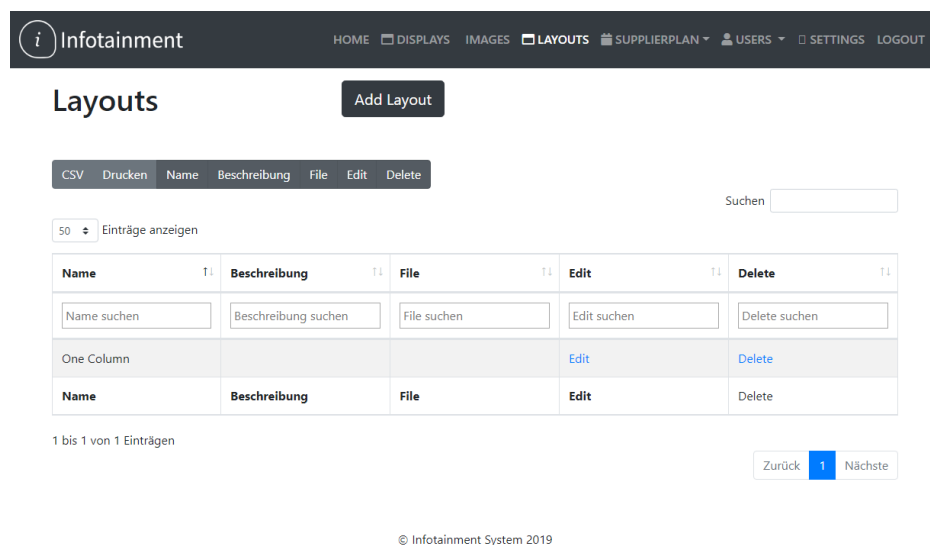 i Infotainment HOME DISPLAYS IMAGES LAYOUTS SUPPLIERPLAN USERS SETTINGS LOGOUT
Layouts Add Layout
CSV Drucken Name Beschreibung File Edit Delete
Suchen
50 Einträge anzeigen
Name Beschreibung File Edit Delete
Name suchen Beschreibung suchen File suchen Edit suchen Delete suchen
One Column Edit Delete
Name Beschreibung File Edit Delete
1 bis 1 von 1 Einträgen
Zurück 1 Nächste
© Infotainment System 2019